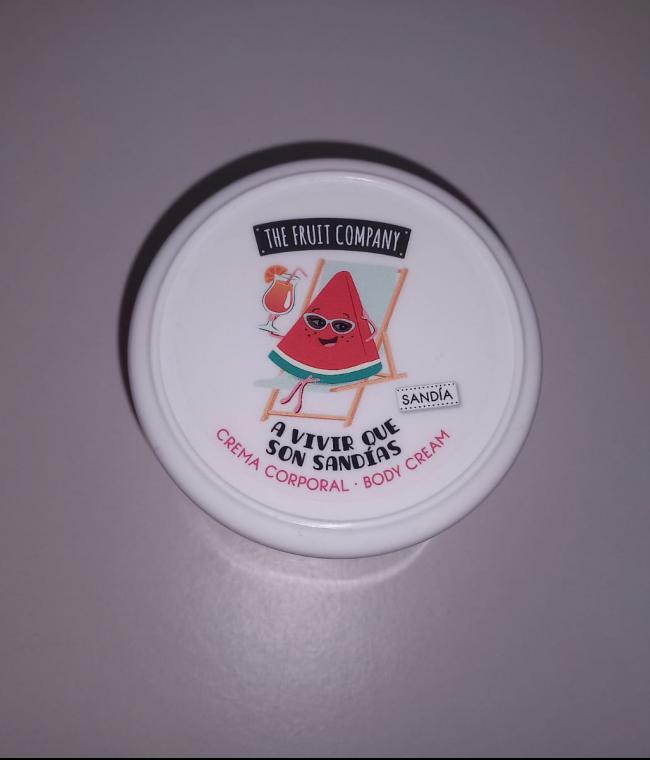 THE FRUIT COMPANY
SANDÍA
A VIVIR QUE
SON SANDÍAS
CREMA CORPORAL · BODY CREAM